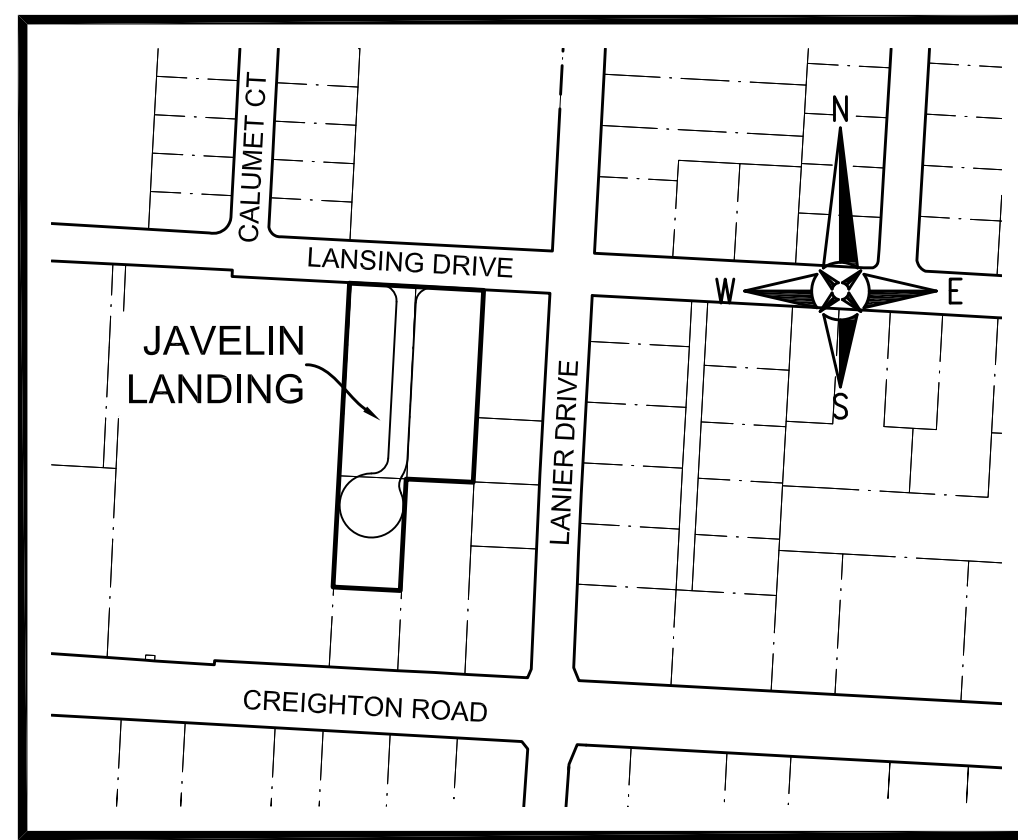 CALUMET CT
N
LANSING DRIVE
W
E
JAVELIN
LANDING
S
LANIER DRIVE
CREIGHTON ROAD